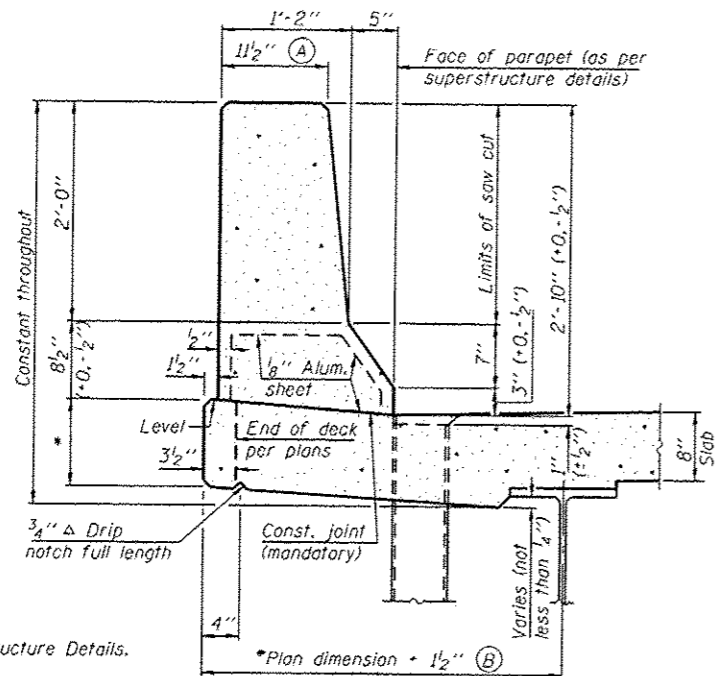 1'-2"
5"
11½" Ⓐ
Face of parapet (as per
superstructure details)
Constant throughout
2'-0"
8½"
(+0,-½")
*
½"
1½"
⅛" Alum.
sheet
Limits of saw cut
7"
3" (+0,-½")
2'-10" (+0,-½")
Level
End of deck
per plans
3½"
1"
(±½")
8"
Slab
¾" △ Drip
notch full length
Const. joint
(mandatory)
Varies (not
less than ¼")
4"
ucture Details.
*Plan dimension + 1½" Ⓑ